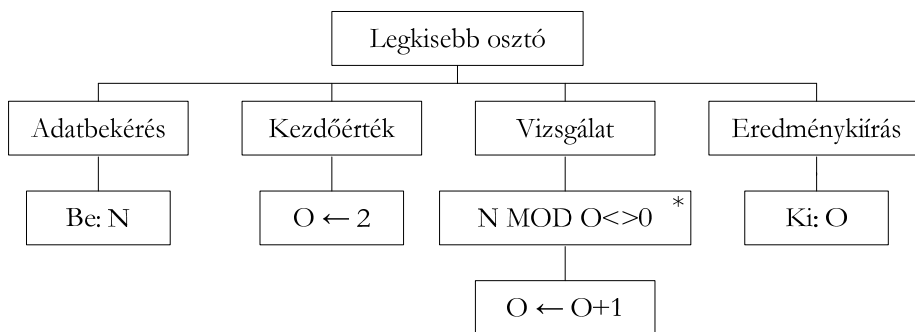 Legkisebb osztó
Adatbekérés
Kezdőérték
Vizsgálat
Eredménykiírás
Be: N
O ← 2
N MOD O<>0 *
Ki: O
O ← O+1